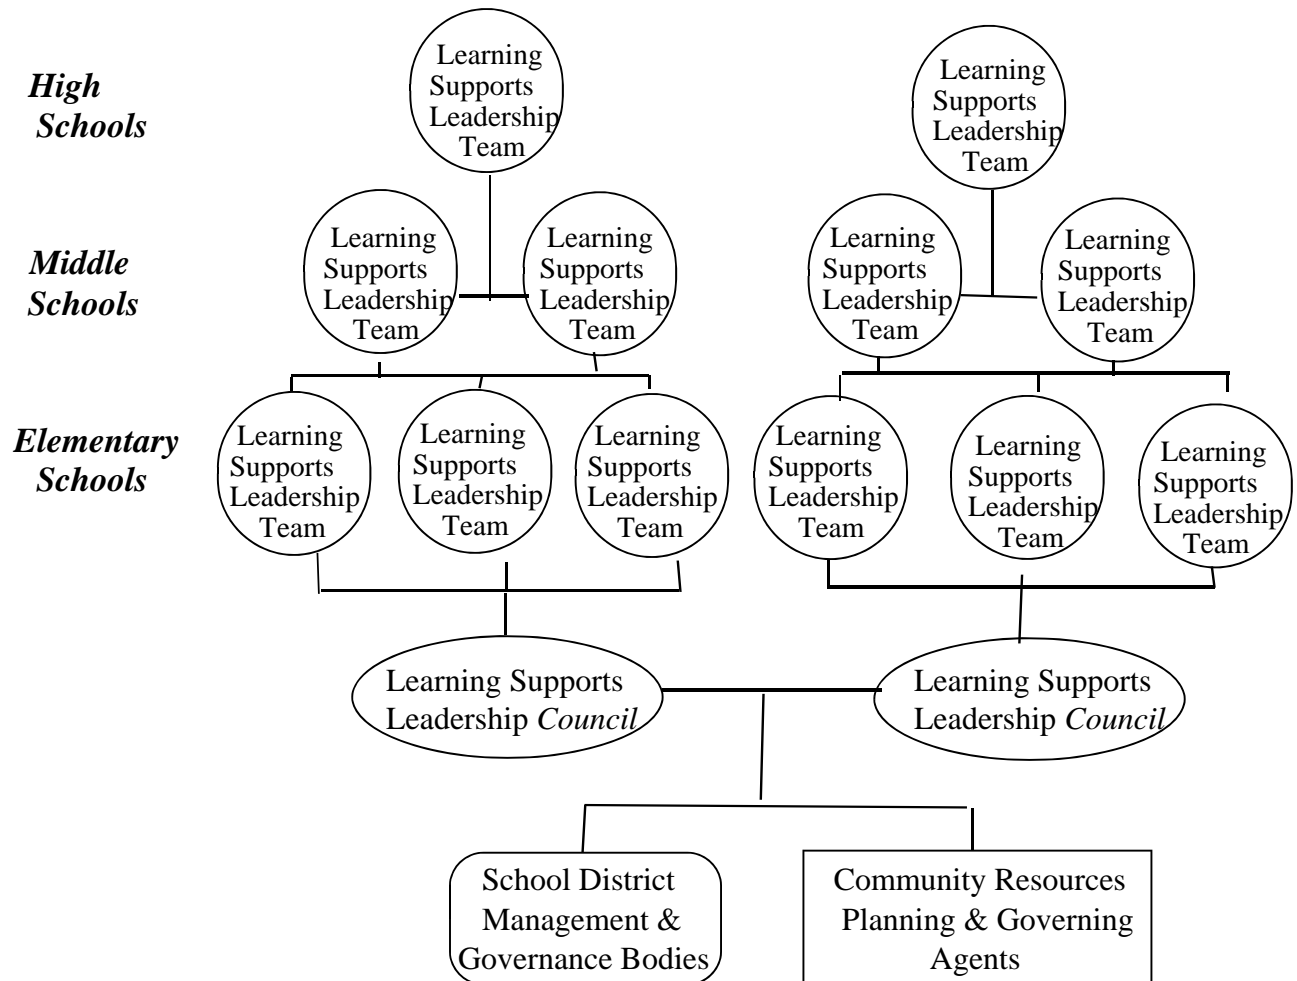 High
Schools
Learning
Supports
Leadership
Team
Learning
Supports
Leadership
Team
Middle
Schools
Learning
Supports
Leadership
Team
Learning
Supports
Leadership
Team
Learning
Supports
Leadership
Team
Learning
Supports
Leadership
Team
Elementary
Schools
Learning
Supports
Leadership
Team
Learning
Supports
Leadership
Team
Learning
Supports
Leadership
Team
Learning
Supports
Leadership
Team
Learning
Supports
Leadership
Team
Learning
Supports
Leadership
Team
Learning Supports
Leadership Council
Learning Supports
Leadership Council
School District
Management &
Governance Bodies
Community Resources
Planning & Governing
Agents